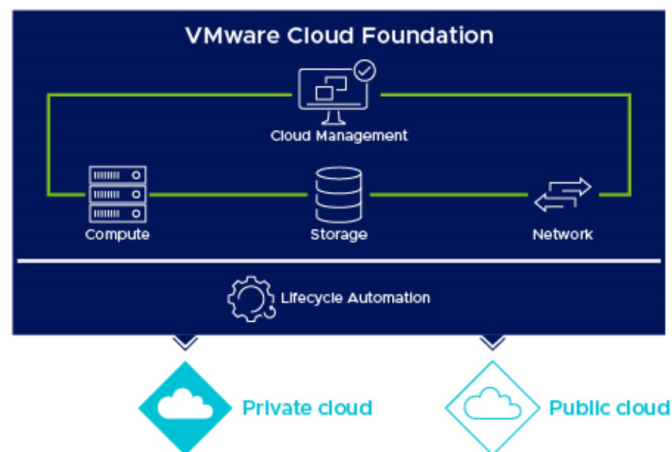 VMware Cloud Foundation
Cloud Management
Compute
Storage
Network
Lifecycle Automation
Private cloud
Public cloud